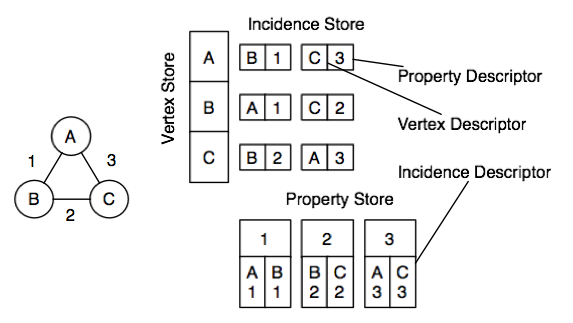 Incidence Store
Vertex Store
A B 1 C 3
Property Descriptor
B A 1 C 2
Vertex Descriptor
C B 2 A 3
Incidence Descriptor
A
1 3
B C
2
Property Store
1 2 3
A B B C A C
1 1 2 2 3 3